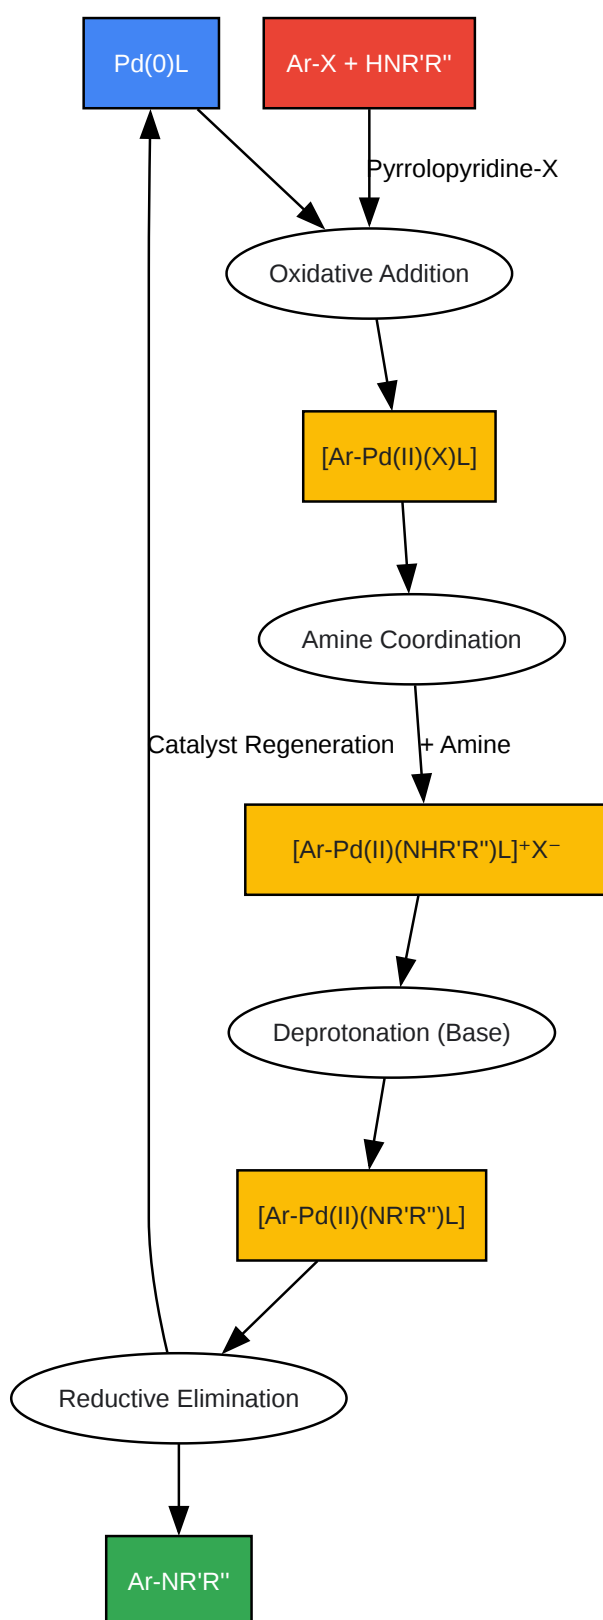 Pd(0)L
Ar-X + HNR'R"
Pyrrolopyridine-X
Oxidative Addition
[Ar-Pd(II)(X)L]
Amine Coordination
Catalyst Regeneration
+ Amine
[Ar-Pd(II)(NHR'R")L]⁺X⁻
Deprotonation (Base)
[Ar-Pd(II)(NR'R")L]
Reductive Elimination
Ar-NR'R"